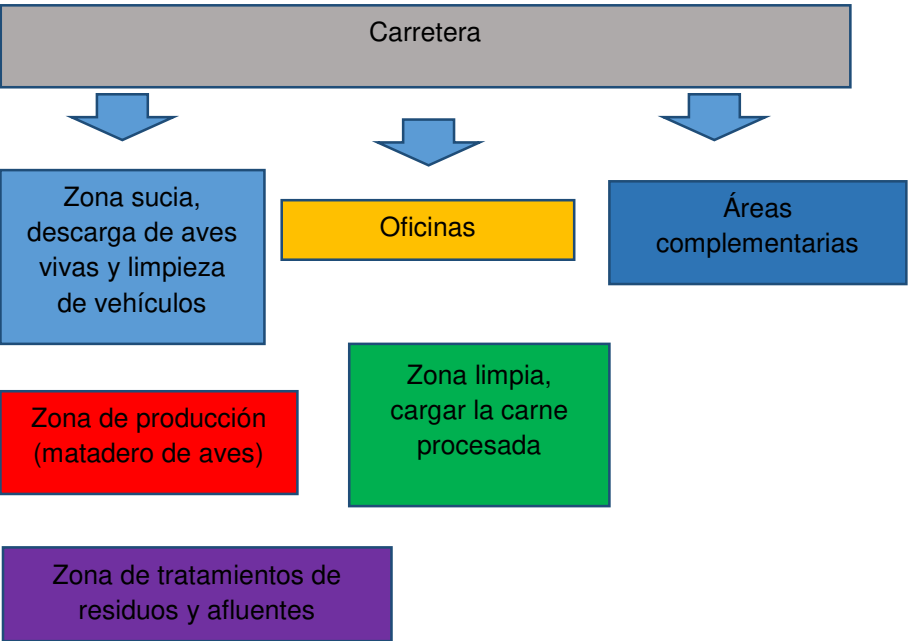 Carretera
Zona sucia,
descarga de aves
vivas y limpieza
de vehículos
Oficinas
Áreas
complementarias
Zona limpia,
cargar la carne
procesada
Zona de producción
(matadero de aves)
Zona de tratamientos de
residuos y afluentes